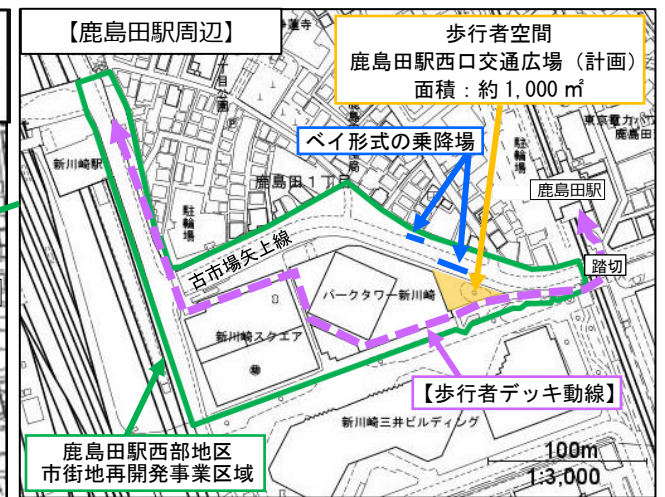 【鹿島田駅周辺】
歩行者空間
鹿島田駅西口交通広場（計画）
面積：約1,000㎡
ベイ形式の乗降場
新川崎駅
鹿島田1丁目
駐輪場
駐輪場
東京電力
鹿島田
鹿島田駅
踏切
古市場矢上線
パークタワー新川崎
新川崎スクエア
【歩行者デッキ動線】
新川崎三井ビルディング
鹿島田駅西部地区
市街地再開発事業区域
100m
1:3,000